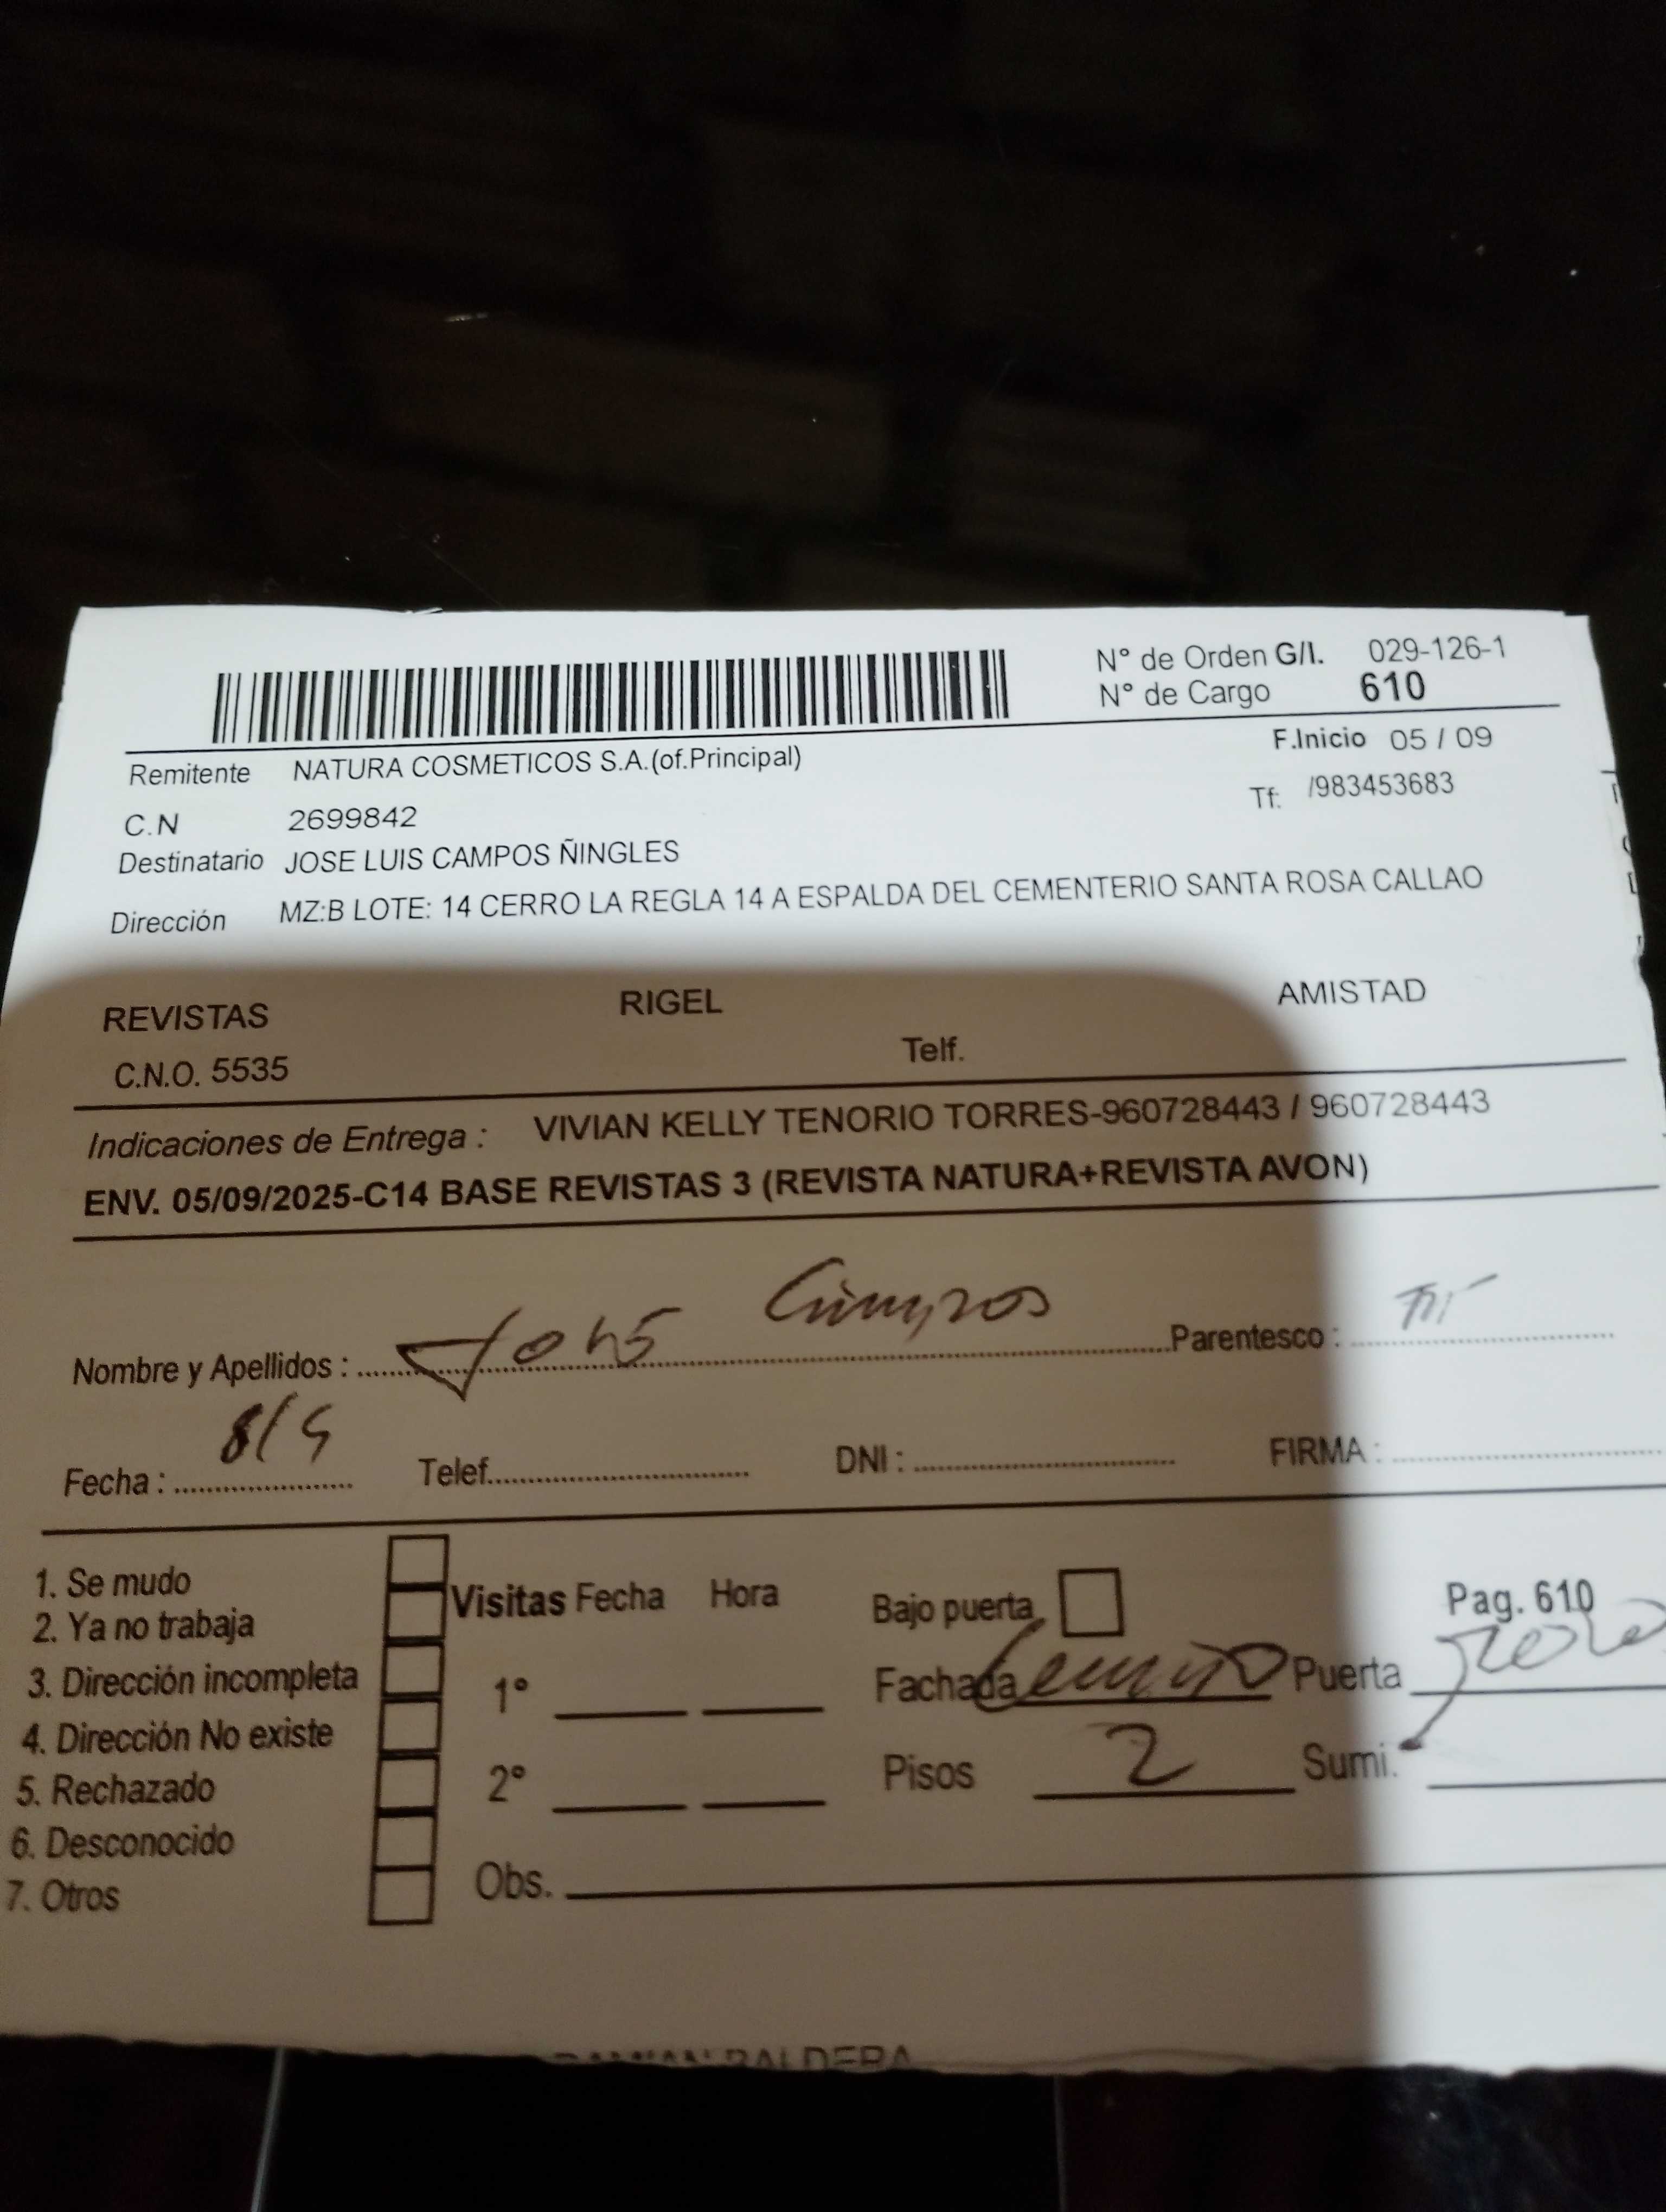 N° de Orden G/I. 029-126-1
N° de Cargo 610
F.Inicio 05 / 09
Remitente NATURA COSMETICOS S.A.(of.Principal)
Tf: /983453683
C.N 2699842
Destinatario JOSE LUIS CAMPOS ÑINGLES
Dirección MZ:B LOTE: 14 CERRO LA REGLA 14 A ESPALDA DEL CEMENTERIO SANTA ROSA CALLAO
REVISTAS RIGEL AMISTAD
C.N.O. 5535 Telf.
Indicaciones de Entrega : VIVIAN KELLY TENORIO TORRES-960728443 / 960728443
ENV. 05/09/2025-C14 BASE REVISTAS 3 (REVISTA NATURA+REVISTA AVON)
Nombre y Apellidos : Campos Parentesco :
Fecha : Telef. DNI : FIRMA :
1. Se mudo
2. Ya no trabaja
3. Dirección incompleta
4. Dirección No existe
5. Rechazado
6. Desconocido
7. Otros
Visitas Fecha Hora
1°
2°
Obs.
Bajo puerta
Fachada Puerta
Pisos 2 Sumi.
Pag. 610